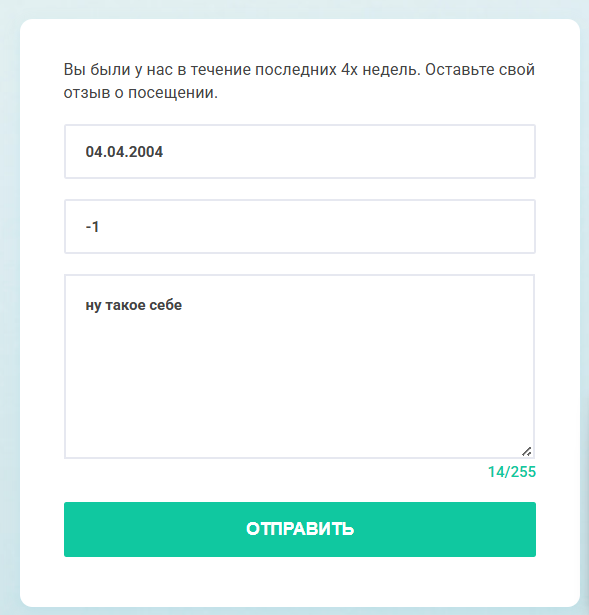 Вы были у нас в течение последних 4х недель. Оставьте свой
отзыв о посещении.
04.04.2004
-1
ну такое себе
14/255
ОТПРАВИТЬ